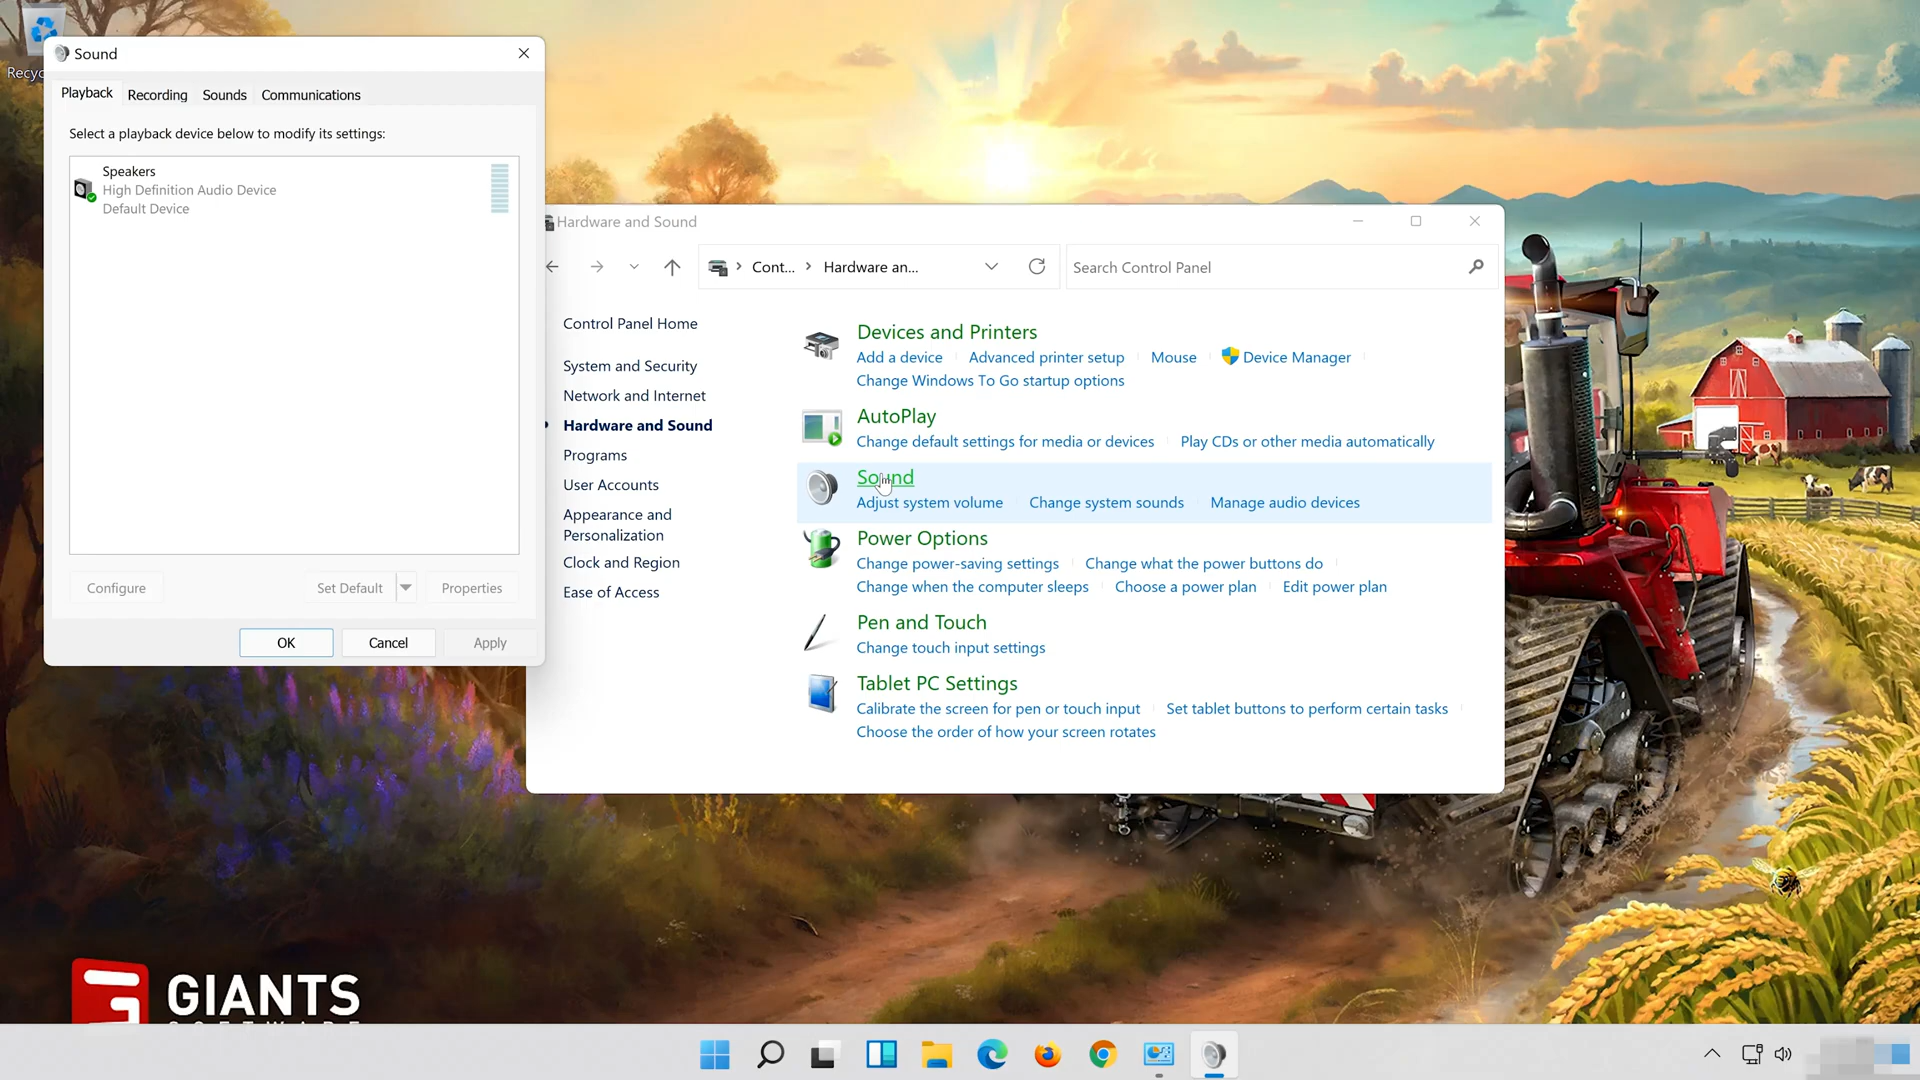 Recyc
Sound
Playback
Recording
Sounds
Communications
Select a playback device below to modify its settings:
Speakers
High Definition Audio Device
Default Device
Configure
Set Default
Properties
OK
Cancel
Apply
Hardware and Sound
Cont...
Hardware an...
Search Control Panel
Control Panel Home
System and Security
Network and Internet
Hardware and Sound
Programs
User Accounts
Appearance and
Personalization
Clock and Region
Ease of Access
Devices and Printers
Add a device
Advanced printer setup
Mouse
Device Manager
Change Windows To Go startup options
AutoPlay
Change default settings for media or devices
Play CDs or other media automatically
Sound
Adjust system volume
Change system sounds
Manage audio devices
Power Options
Change power-saving settings
Change what the power buttons do
Change when the computer sleeps
Choose a power plan
Edit power plan
Pen and Touch
Change touch input settings
Tablet PC Settings
Calibrate the screen for pen or touch input
Set tablet buttons to perform certain tasks
Choose the order of how your screen rotates
GIANTS
SOFTWARE